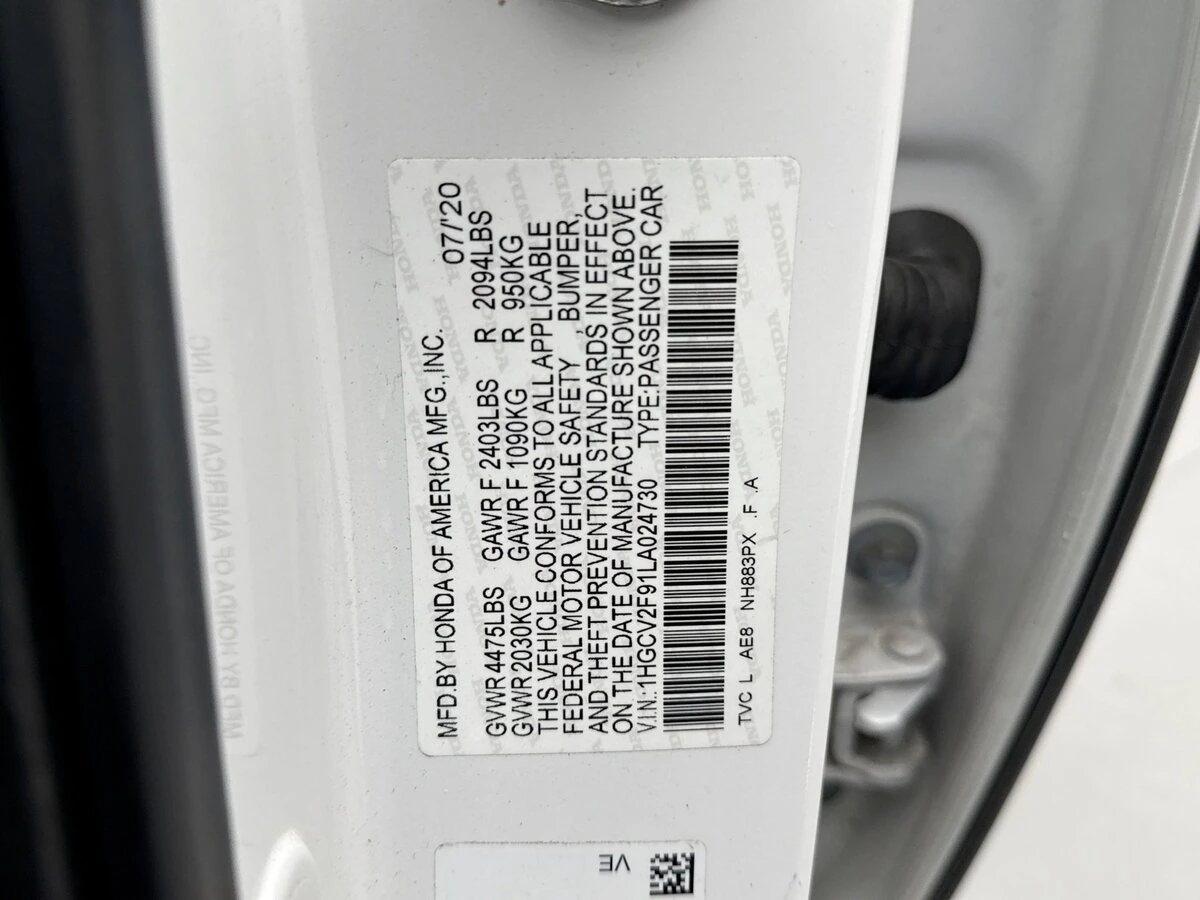 MFD.BY HONDA OF AMERICA MFG.,INC. 07/'20
GVWR 4475LBS GAWR F 2403LBS R 2094LBS
GVWR 2030KG GAWR F 1090KG R 950KG
THIS VEHICLE CONFORMS TO ALL APPLICABLE
FEDERAL MOTOR VEHICLE SAFETY , BUMPER,
AND THEFT PREVENTION STANDARDS IN EFFECT
ON THE DATE OF MANUFACTURE SHOWN ABOVE.
V.I.N.:1HGCV2F91LA024730 TYPE:PASSENGER CAR
TVC L AE8 NH883PX .F .A
VE